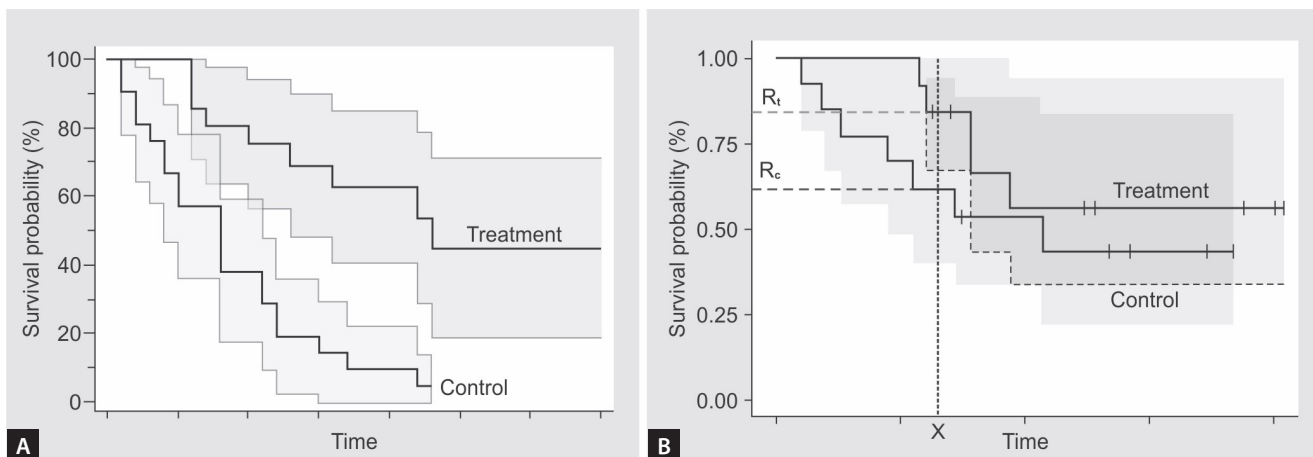 Survival probability (%)
100
80
60
40
20
0
Treatment
Control
Time
A
Survival probability (%)
1.00
0.75
0.50
0.25
0.00
Rt
Rc
Treatment
Control
X
Time
B